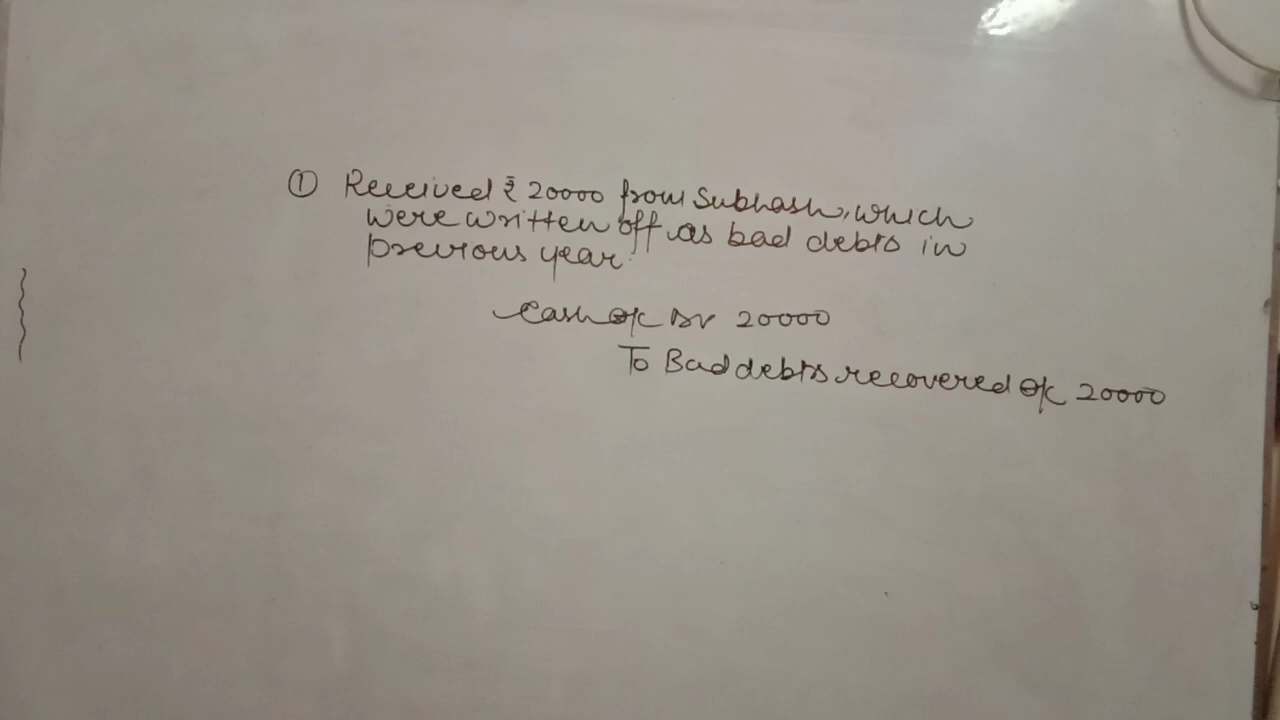 ① Received ₹ 20000 from Subhash, which
were written off as bad debts in
previous year.
Cash a/c Dr 20000
To Bad debts recovered a/c 20000